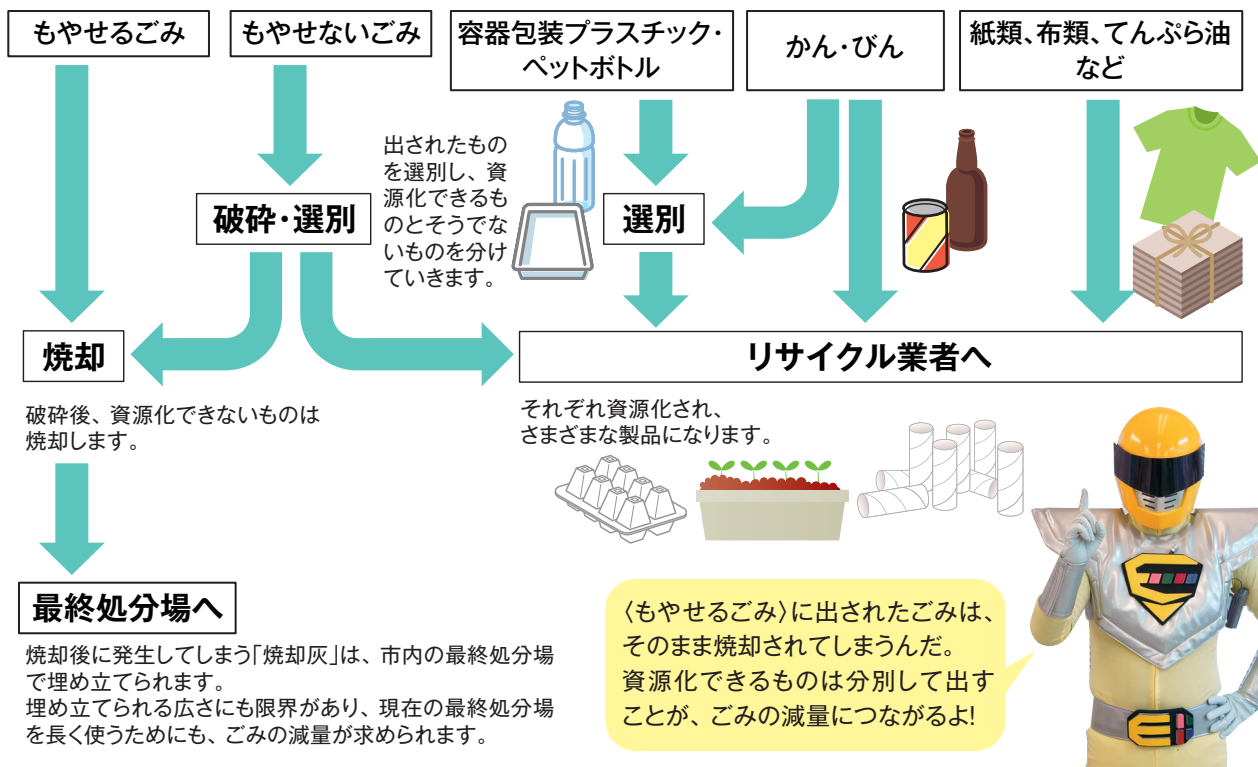 もやせるごみ
もやせないごみ
容器包装プラスチック・
ペットボトル
かん・びん
紙類、布類、てんぷら油
など
出されたもの
を選別し、資
源化できるも
のとそうでな
いものを分け
ていきます。
破砕・選別
選別
焼却
破砕後、資源化できないものは
焼却します。
リサイクル業者へ
それぞれ資源化され、
さまざまな製品になります。
最終処分場へ
焼却後に発生してしまう「焼却灰」は、市内の最終処分場
で埋め立てられます。
埋め立てられる広さにも限界があり、現在の最終処分場
を長く使うためにも、ごみの減量が求められます。
〈もやせるごみ〉に出されたごみは、
そのまま焼却されてしまうんだ。
資源化できるものは分別して出す
ことが、ごみの減量につながるよ!